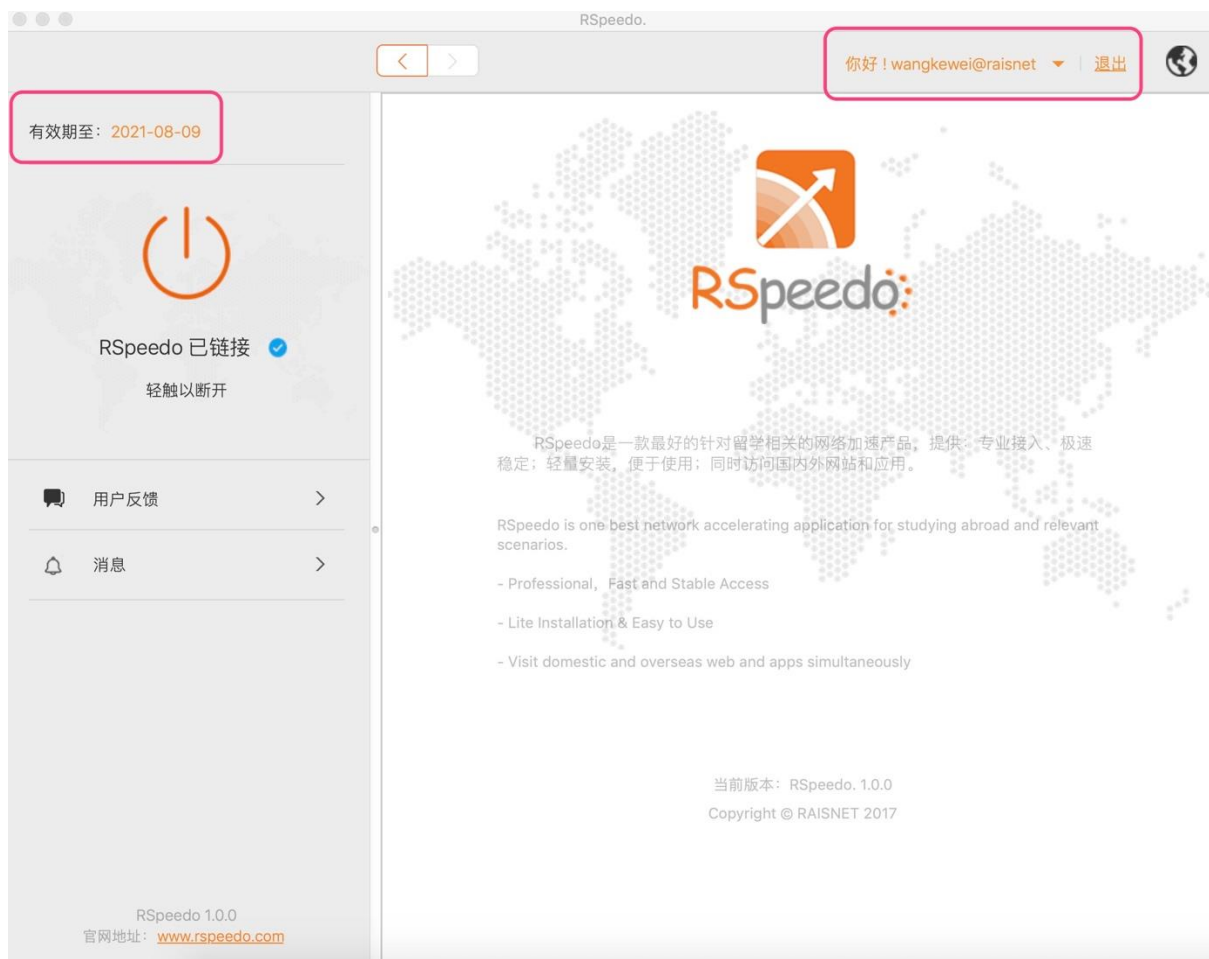 RSpeedo.
你好！wangkewei@raisnet
退出
有效期至：2021-08-09
RSpeedo 已链接
轻触以断开
用户反馈
消息
RSpeedo 1.0.0
官网地址：www.rspeedo.com
RSpeedo
RSpeedo是一款最好的针对留学相关的网络加速产品，提供：专业接入、极速
稳定；轻量安装，便于使用；同时访问国内外网站和应用。
RSpeedo is one best network accelerating application for studying abroad and relevant
scenarios.
- Professional，Fast and Stable Access
- Lite Installation & Easy to Use
- Visit domestic and overseas web and apps simultaneously
当前版本：RSpeedo. 1.0.0
Copyright © RAISNET 2017